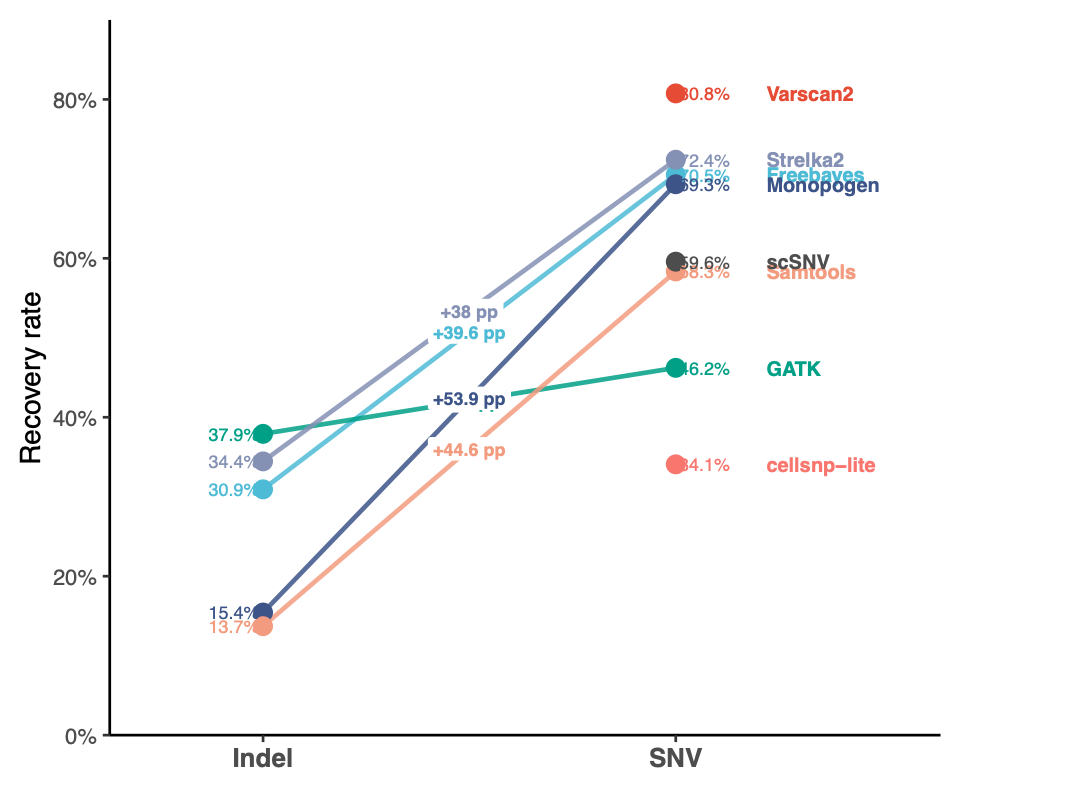 Recovery rate
80%
60%
40%
20%
0%
80.8% Varscan2
72.4% Strelka2
70.5% Freebayes
69.3% Monopogen
59.6% scSNV
58.3% Samtools
46.2% GATK
34.1% cellsnp–lite
+38 pp
+39.6 pp
+53.9 pp
+44.6 pp
37.9%
34.4%
30.9%
15.4%
13.7%
Indel SNV